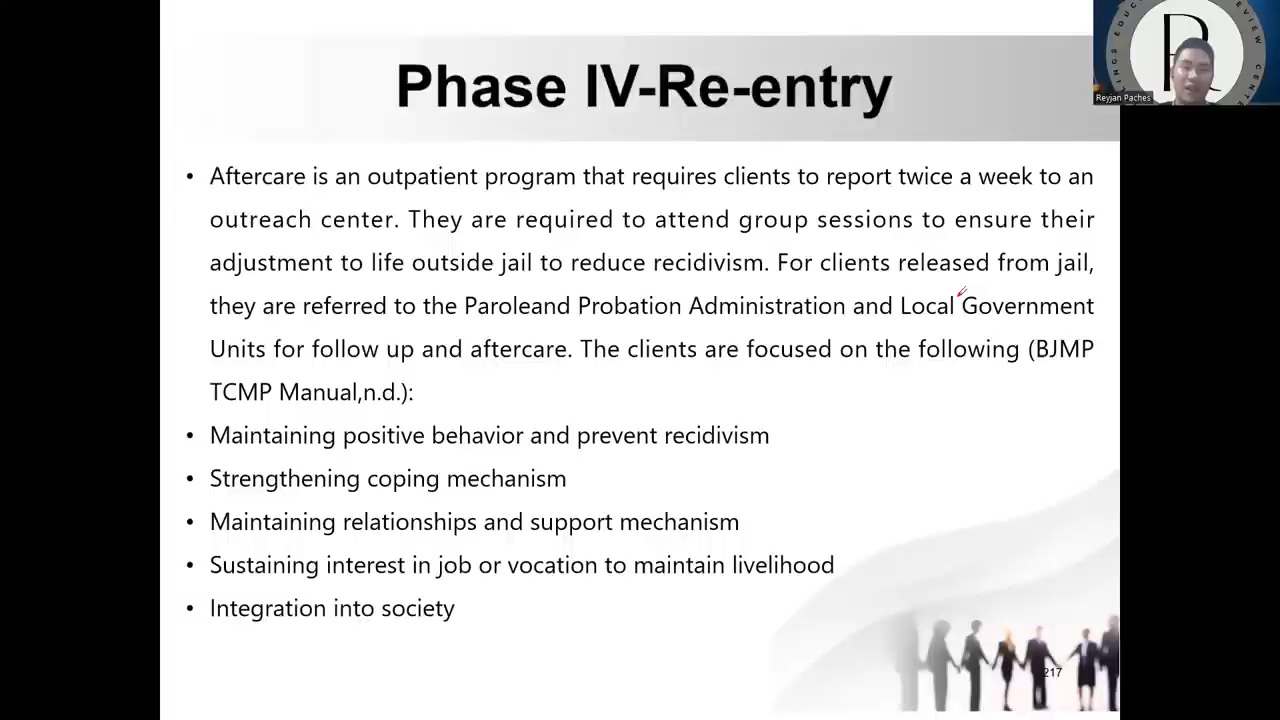 Phase IV-Re-entry
Reyjan Paches
• Aftercare is an outpatient program that requires clients to report twice a week to an
outreach center. They are required to attend group sessions to ensure their
adjustment to life outside jail to reduce recidivism. For clients released from jail,
they are referred to the Paroleand Probation Administration and Local Government
Units for follow up and aftercare. The clients are focused on the following (BJMP
TCMP Manual,n.d.):
• Maintaining positive behavior and prevent recidivism
• Strengthening coping mechanism
• Maintaining relationships and support mechanism
• Sustaining interest in job or vocation to maintain livelihood
• Integration into society
217